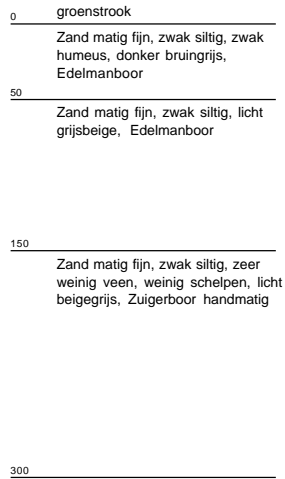 0 groenstrook
Zand matig fijn, zwak siltig, zwak
humeus, donker bruingrijs,
Edelmanboor
50
Zand matig fijn, zwak siltig, licht
grijsbeige, Edelmanboor
150
Zand matig fijn, zwak siltig, zeer
weinig veen, weinig schelpen, licht
beigegrijs, Zuigerboor handmatig
300